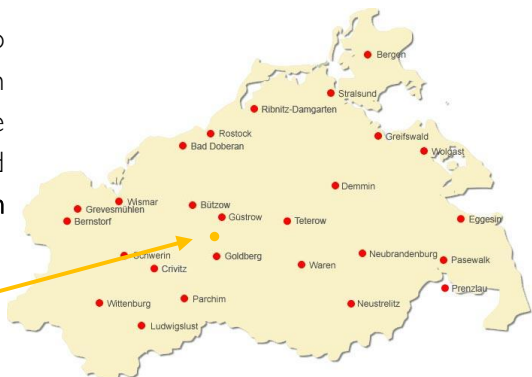 Bergen
Stralsund
Ribnitz-Damgarten
Rostock
Greifswald
Bad Doberan
Wolgast
Demmin
Wismar
Bützow
Grevesmühlen
Güstrow
Teterow
Eggesin
Bernstorf
Schwerin
Goldberg
Neubrandenburg
Pasewalk
Crivitz
Waren
Prenzlau
Wittenburg
Parchim
Neustrelitz
Ludwigslust